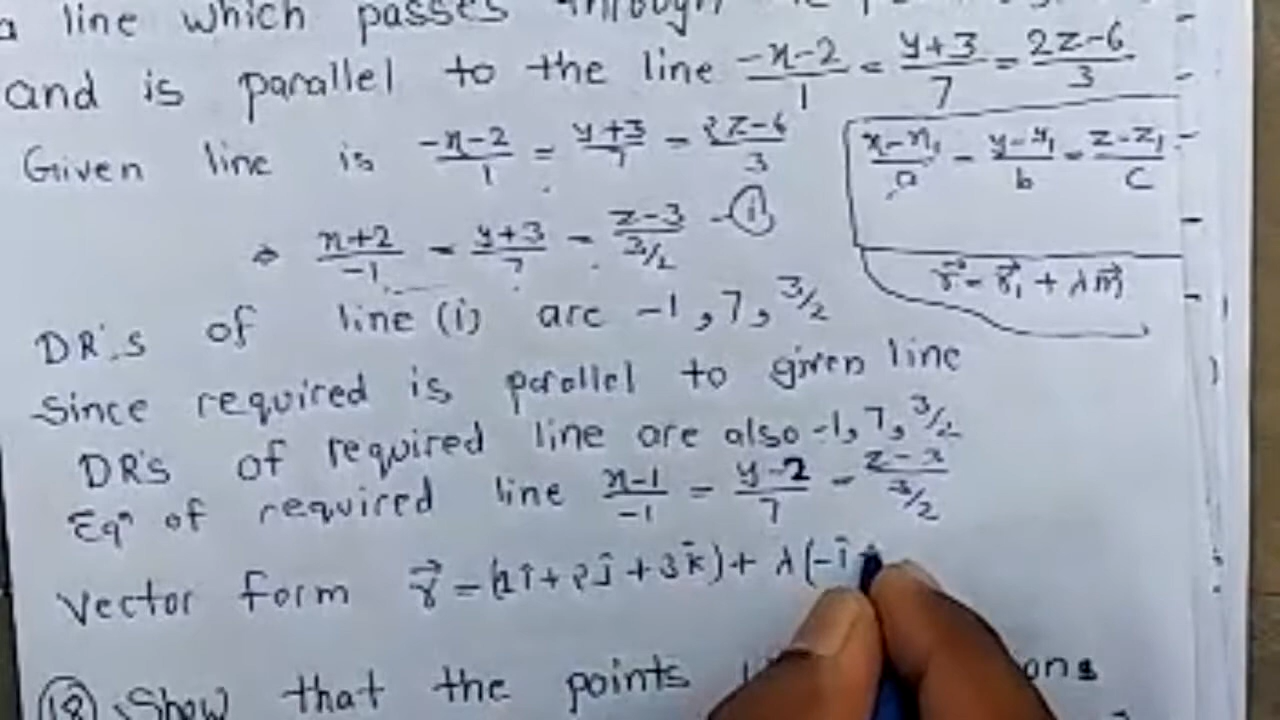 a line which passes through
and is parallel to the line (-x-2)/1 = (y+3)/7 = (2z-6)/3
Given line is (-x-2)/1 = (y+3)/7 = (2z-6)/3
(x-x₁)/a = (y-y₁)/b = (z-z₁)/c
⇒ (x+2)/-1 = (y+3)/7 = (z-3)/(3/2) -(i)
r⃗ = r⃗₁ + λm⃗
DR's of line (i) are -1, 7, 3/2
Since required is parallel to given line
DR's of required line are also -1, 7, 3/2
Eqⁿ of required line (x-1)/-1 = (y-2)/7 = (z-3)/(3/2)
Vector form r⃗ = (1î + 2ĵ + 3k̂) + λ(-î +
(18) Show that the points